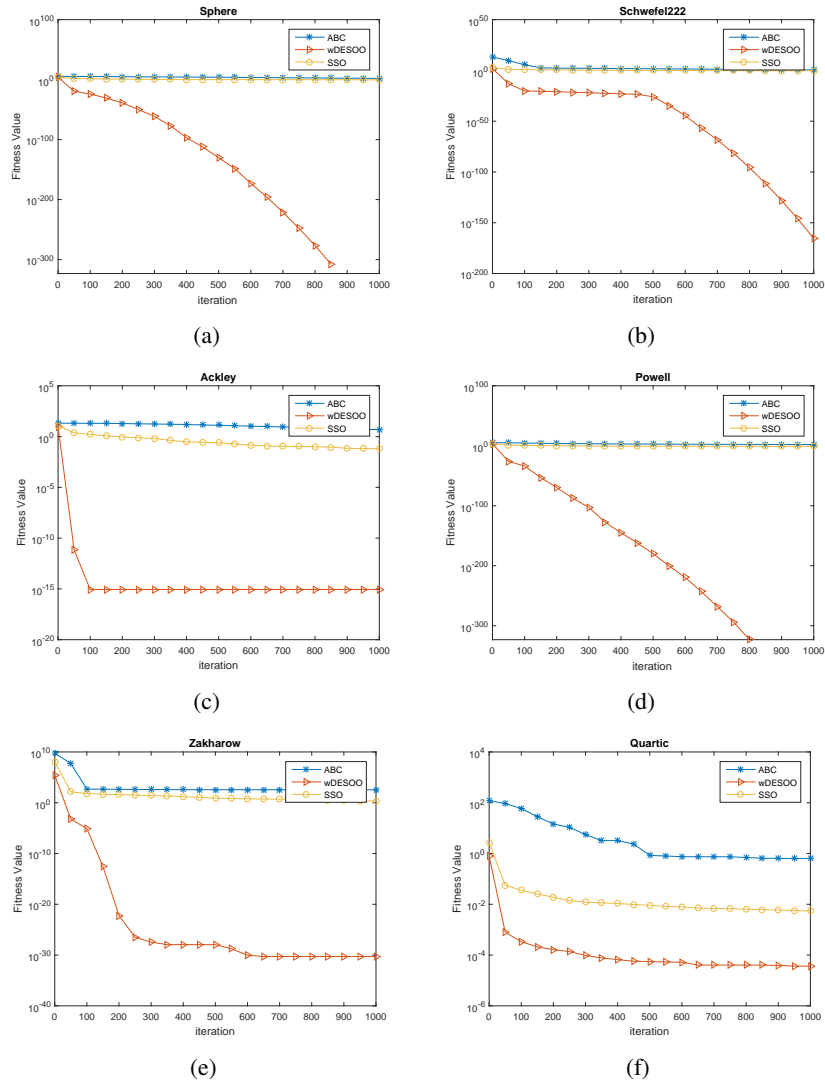 Sphere
10^100
10^0
10^-100
10^-200
10^-300
Fitness Value
0 100 200 300 400 500 600 700 800 900 1000
iteration
ABC
wDESOO
SSO
(a)
Schwefel222
10^50
10^0
10^-50
10^-100
10^-150
10^-200
Fitness Value
0 100 200 300 400 500 600 700 800 900 1000
iteration
ABC
wDESOO
SSO
(b)
Ackley
10^5
10^0
10^-5
10^-10
10^-15
10^-20
Fitness Value
0 100 200 300 400 500 600 700 800 900 1000
iteration
ABC
wDESOO
SSO
(c)
Powell
10^100
10^0
10^-100
10^-200
10^-300
Fitness Value
0 100 200 300 400 500 600 700 800 900 1000
iteration
ABC
wDESOO
SSO
(d)
Zakharow
10^10
10^0
10^-10
10^-20
10^-30
10^-40
Fitness Value
0 100 200 300 400 500 600 700 800 900 1000
iteration
ABC
wDESOO
SSO
(e)
Quartic
10^4
10^2
10^0
10^-2
10^-4
10^-6
Fitness Value
0 100 200 300 400 500 600 700 800 900 1000
iteration
ABC
wDESOO
SSO
(f)